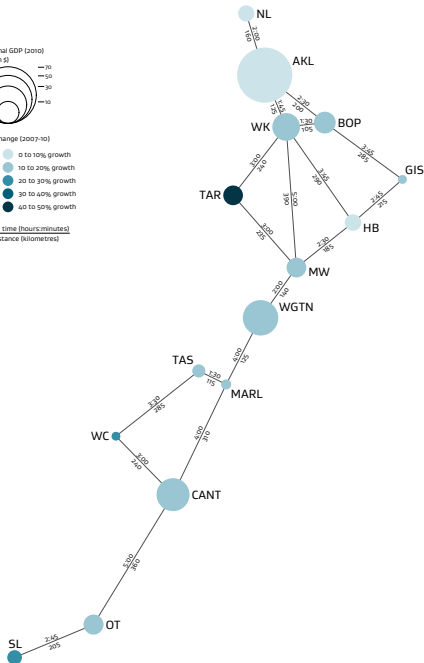 NL
2:00
160
nal GDP (2010)
n $)
70
50
30
10
AKL
1:45
125
2:30
200
WK
1:30
105
BOP
hange (2007-10)
0 to 10% growth
10 to 20% growth
20 to 30% growth
30 to 40% growth
40 to 50% growth
time (hours:minutes)
stance (kilometres)
3:45
285
GIS
3:00
240
5:00
390
3:45
290
2:45
215
TAR
HB
3:00
235
2:30
185
MW
2:00
140
WGTN
4:00
125
TAS
1:30
115
MARL
3:30
285
4:00
310
WC
3:00
240
CANT
5:00
360
OT
2:45
205
SL